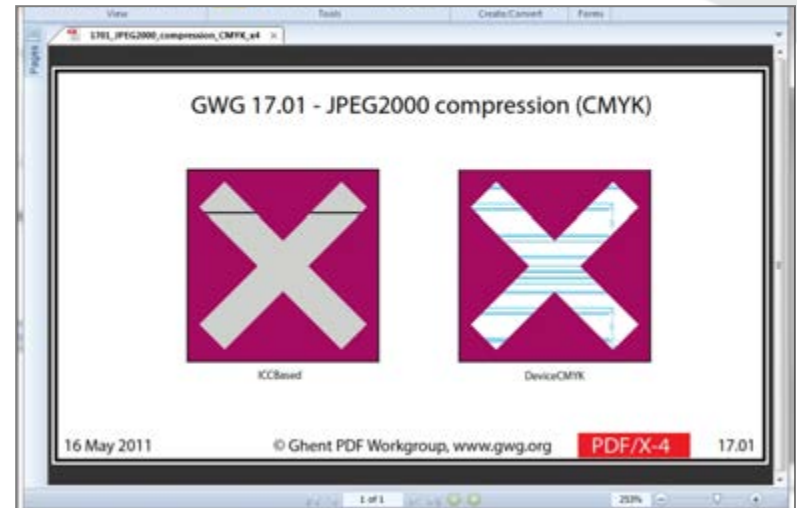 View Tools Create/Convert Forms
1701_JPEG2000_compression_CMYK_x4 ×
Pages
GWG 17.01 - JPEG2000 compression (CMYK)
ICCBased DeviceCMYK
16 May 2011 © Ghent PDF Workgroup, www.gwg.org PDF/X-4 17.01
1 of 1 253%